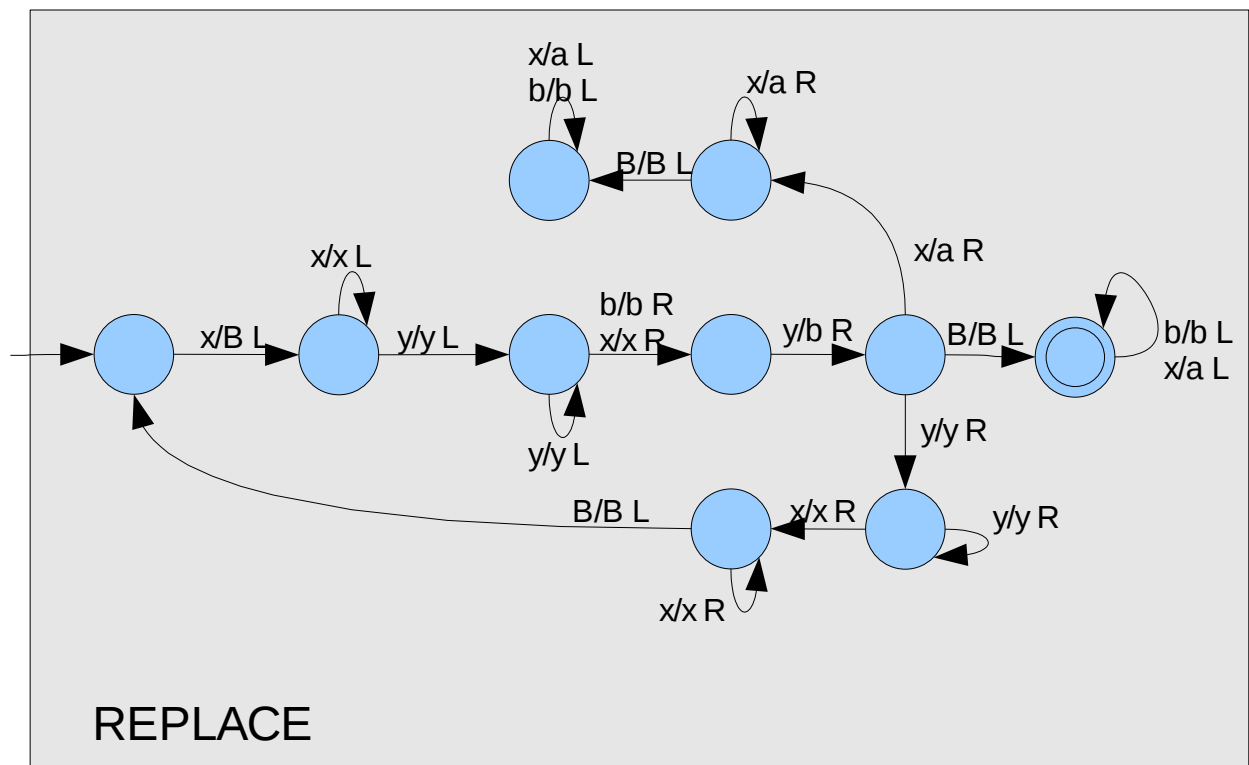 x/a L
b/b L
x/a R
B/B L
x/a R
x/x L
b/b R
x/x R
x/B L
y/y L
y/b R
B/B L
b/b L
x/a L
y/y R
y/y L
B/B L
x/x R
y/y R
x/x R
REPLACE